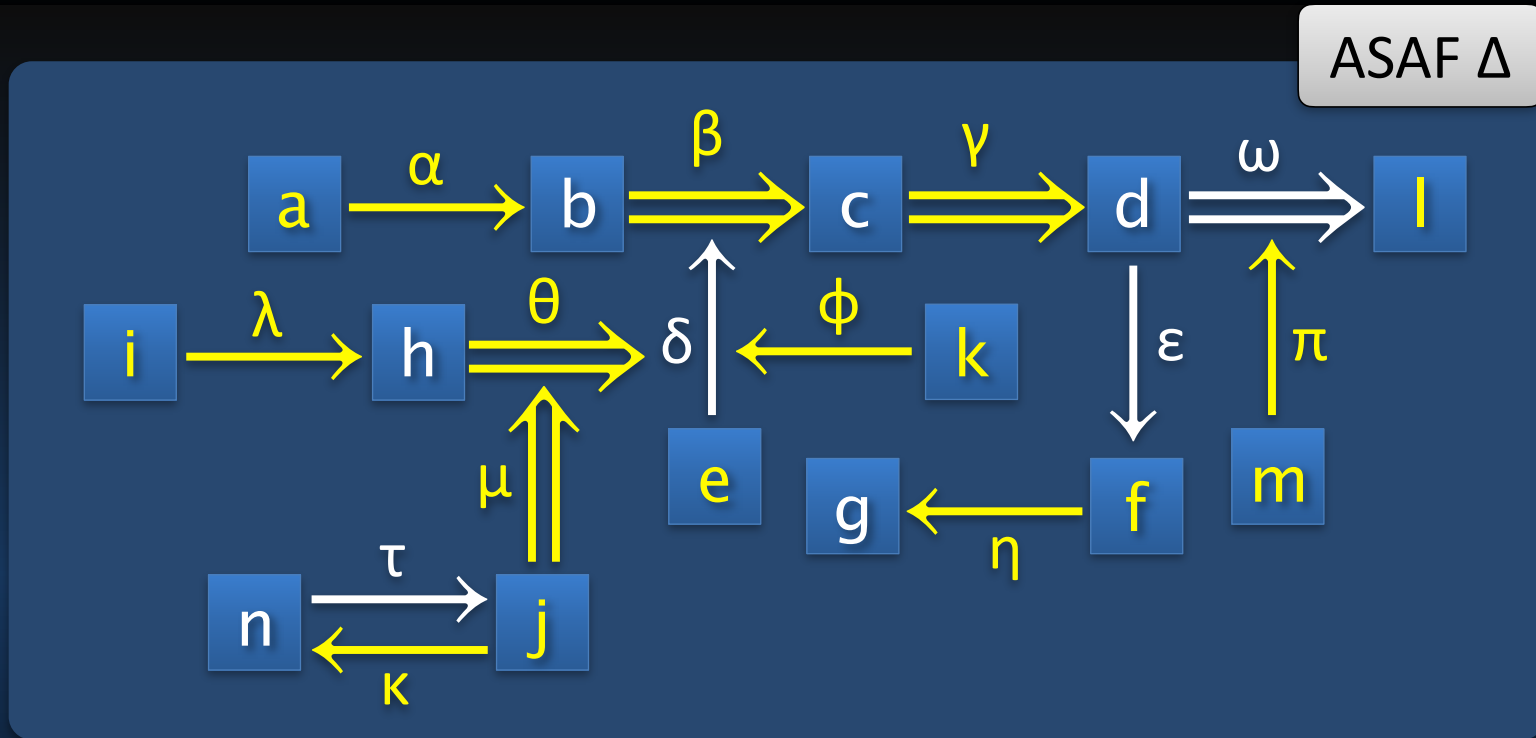 ASAF Δ
α β γ ω
a b c d l
λ θ δ ϕ ε π
i h k
μ e g f m
η
τ
n j
κ